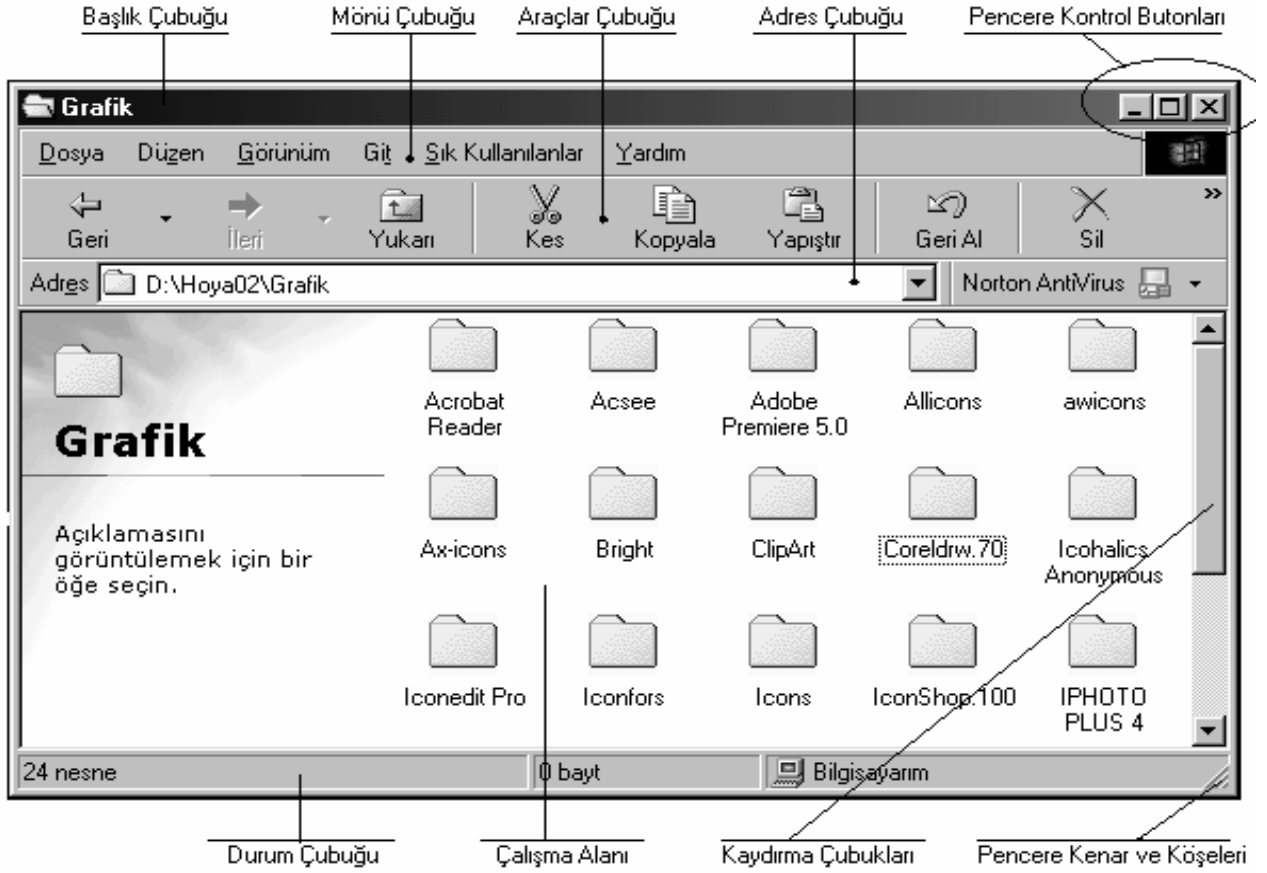 Başlık Çubuğu Mönü Çubuğu Araçlar Çubuğu Adres Çubuğu Pencere Kontrol Butonları
Grafik
Dosya Düzen Görünüm Git Sık Kullanılanlar Yardım
Geri İleri Yukarı Kes Kopyala Yapıştır Geri Al Sil »
Adres D:\Hoya02\Grafik Norton AntiVirus
Grafik
Açıklamasını
görüntülemek için bir
öğe seçin.
Acrobat Reader
Acsee
Adobe Premiere 5.0
Allicons
awicons
Ax-icons
Bright
ClipArt
Coreldrw.70
Icohalics Anonymous
Iconedit Pro
Iconfors
Icons
IconShop.100
IPHOTO PLUS 4
24 nesne 0 bayt Bilgisayarım
Durum Çubuğu Çalışma Alanı Kaydırma Çubukları Pencere Kenar ve Köşeleri